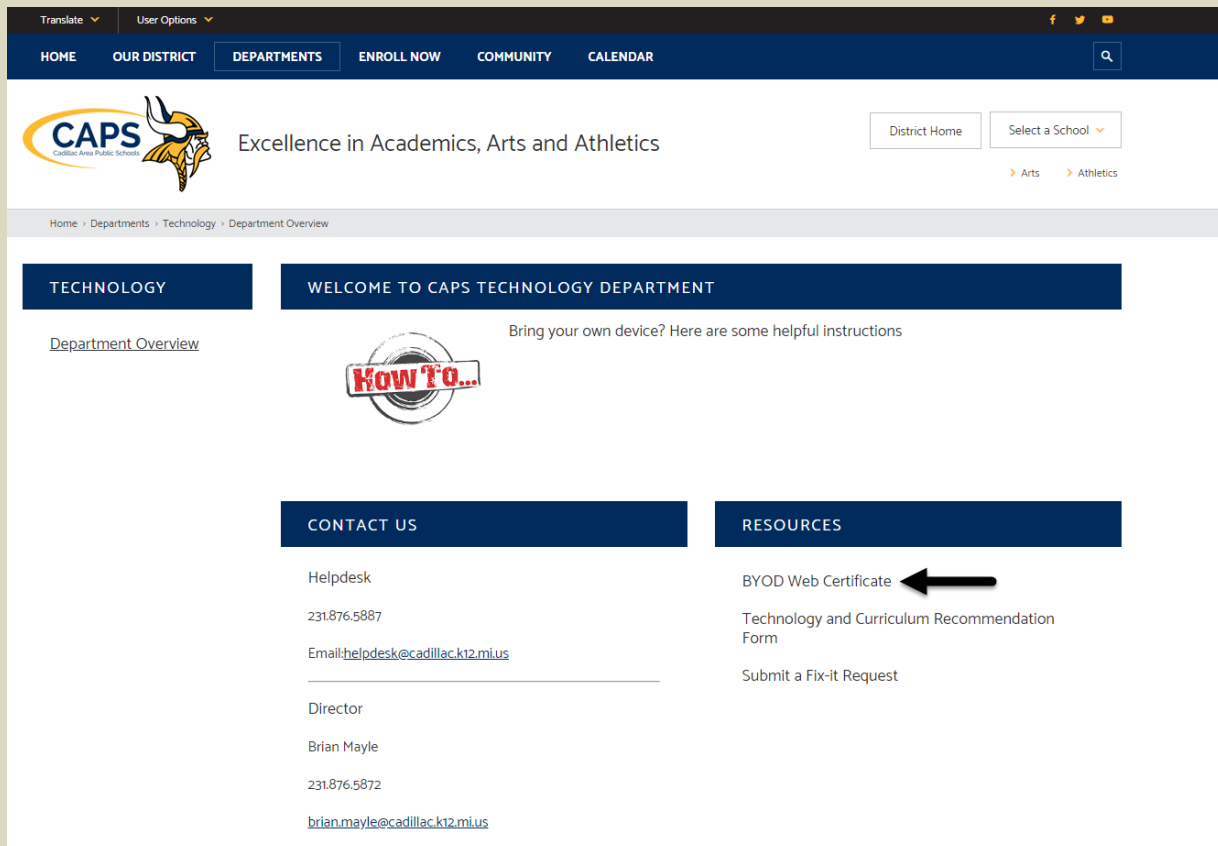 Translate
User Options
HOME OUR DISTRICT DEPARTMENTS ENROLL NOW COMMUNITY CALENDAR
CAPS
Cadillac Area Public Schools
Excellence in Academics, Arts and Athletics
District Home
Select a School
> Arts > Athletics
Home › Departments › Technology › Department Overview
TECHNOLOGY
Department Overview
WELCOME TO CAPS TECHNOLOGY DEPARTMENT
How To...
Bring your own device? Here are some helpful instructions
CONTACT US
Helpdesk
231.876.5887
Email:helpdesk@cadillac.k12.mi.us
Director
Brian Mayle
231.876.5872
brian.mayle@cadillac.k12.mi.us
RESOURCES
BYOD Web Certificate
Technology and Curriculum Recommendation
Form
Submit a Fix-it Request